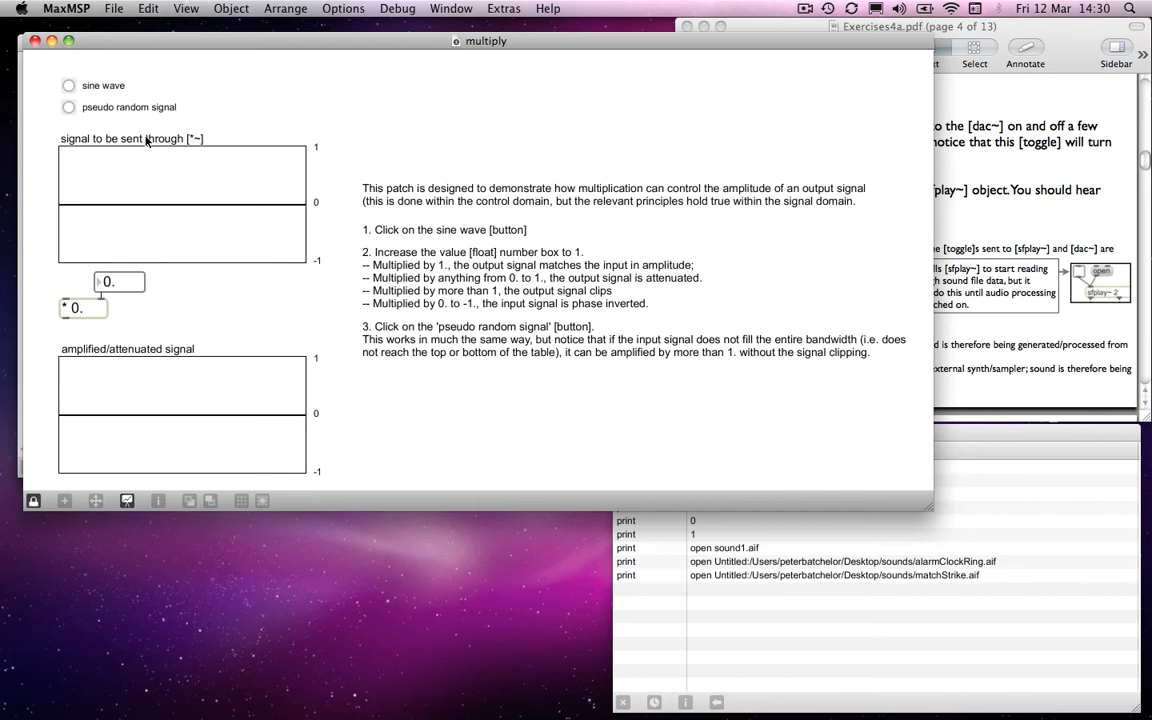 MaxMSP File Edit View Object Arrange Options Debug Window Extras Help
Fri 12 Mar 14:30
Exercises4a.pdf (page 4 of 13)
multiply
Select
Annotate
Sidebar
sine wave
pseudo random signal
signal to be sent through [*~]
1
0
-1
0.
* 0.
amplified/attenuated signal
1
0
-1
This patch is designed to demonstrate how multiplication can control the amplitude of an output signal
(this is done within the control domain, but the relevant principles hold true within the signal domain.
1. Click on the sine wave [button]
2. Increase the value [float] number box to 1.
-- Multiplied by 1., the output signal matches the input in amplitude;
-- Multiplied by anything from 0. to 1., the output signal is attenuated.
-- Multiplied by more than 1, the output signal clips
-- Multiplied by 0. to -1., the input signal is phase inverted.
3. Click on the 'pseudo random signal' [button].
This works in much the same way, but notice that if the input signal does not fill the entire bandwidth (i.e. does
not reach the top or bottom of the table), it can be amplified by more than 1. without the signal clipping.
the [dac~] on and off a few
notice that this [toggle] will turn
object. You should hear
[toggle]s sent to [sfplay~] and [dac~] are
[sfplay~] to start reading
sound file data, but it
do this until audio processing
on.
open
sfplay~ 2
is therefore being generated/processed from
external synth/sampler; sound is therefore being
print 0
print 1
print open sound1.aif
print open Untitled:/Users/peterbatchelor/Desktop/sounds/alarmClockRing.aif
print open Untitled:/Users/peterbatchelor/Desktop/sounds/matchStrike.aif